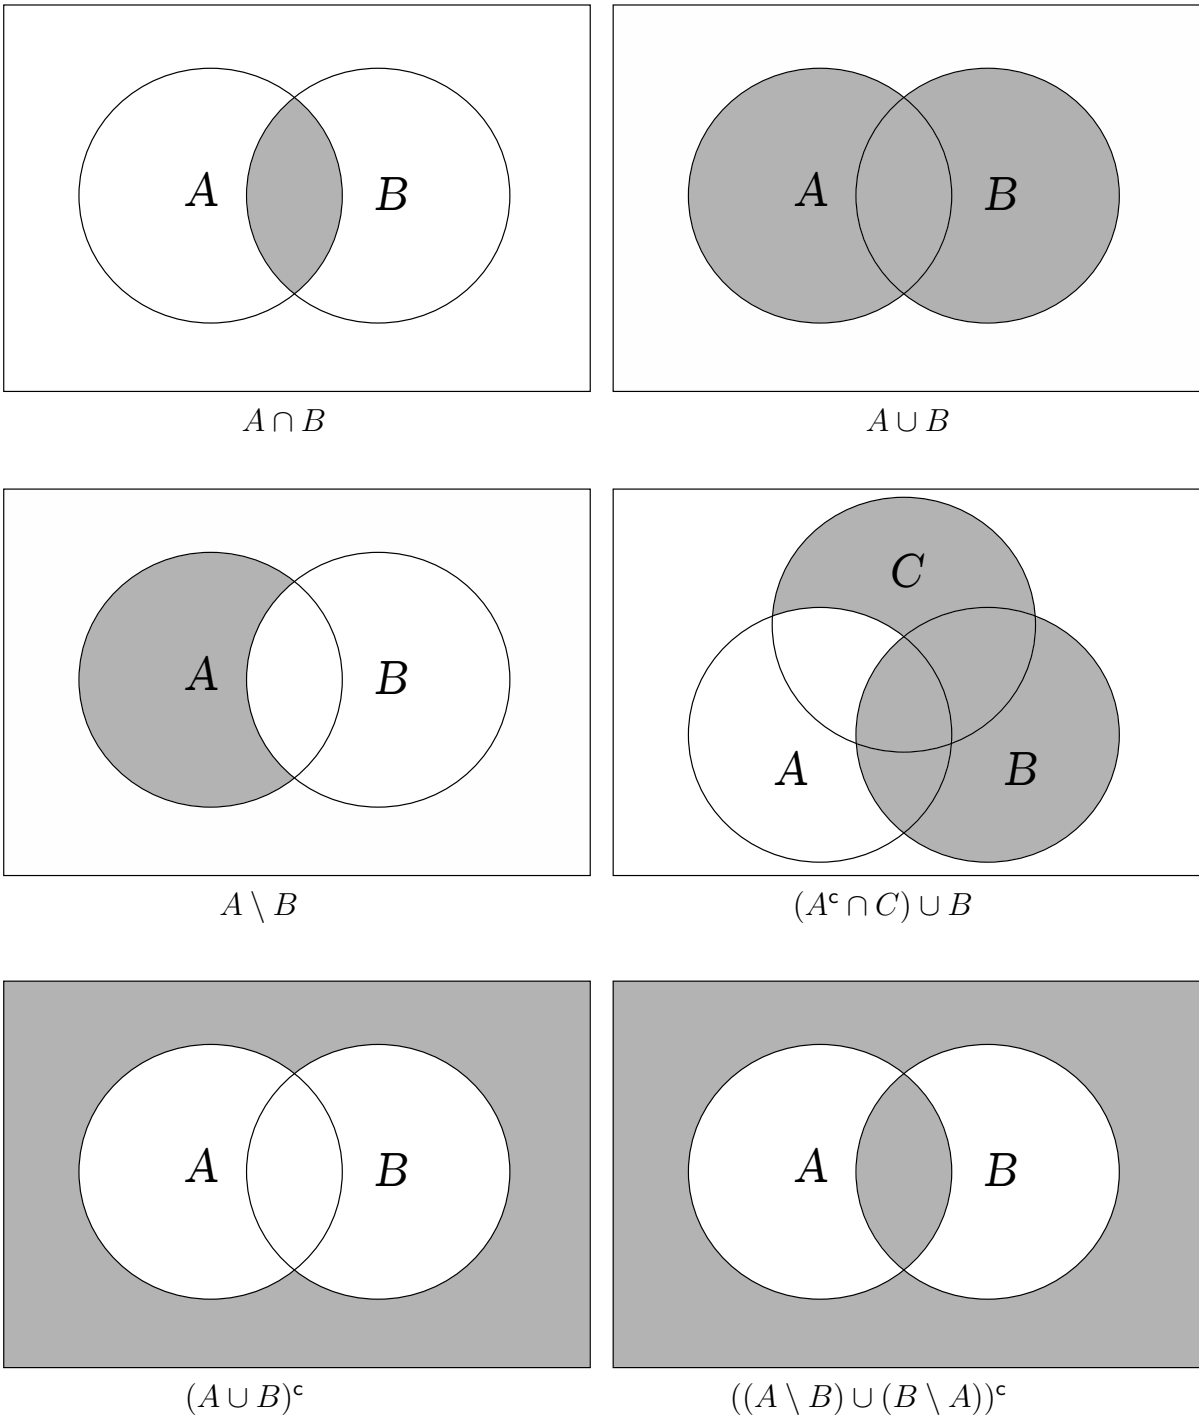 A B
A B
A ∩ B
A ∪ B
A B
C
A B
A \ B
(Aᶜ ∩ C) ∪ B
A B
A B
(A ∪ B)ᶜ
((A \ B) ∪ (B \ A))ᶜ